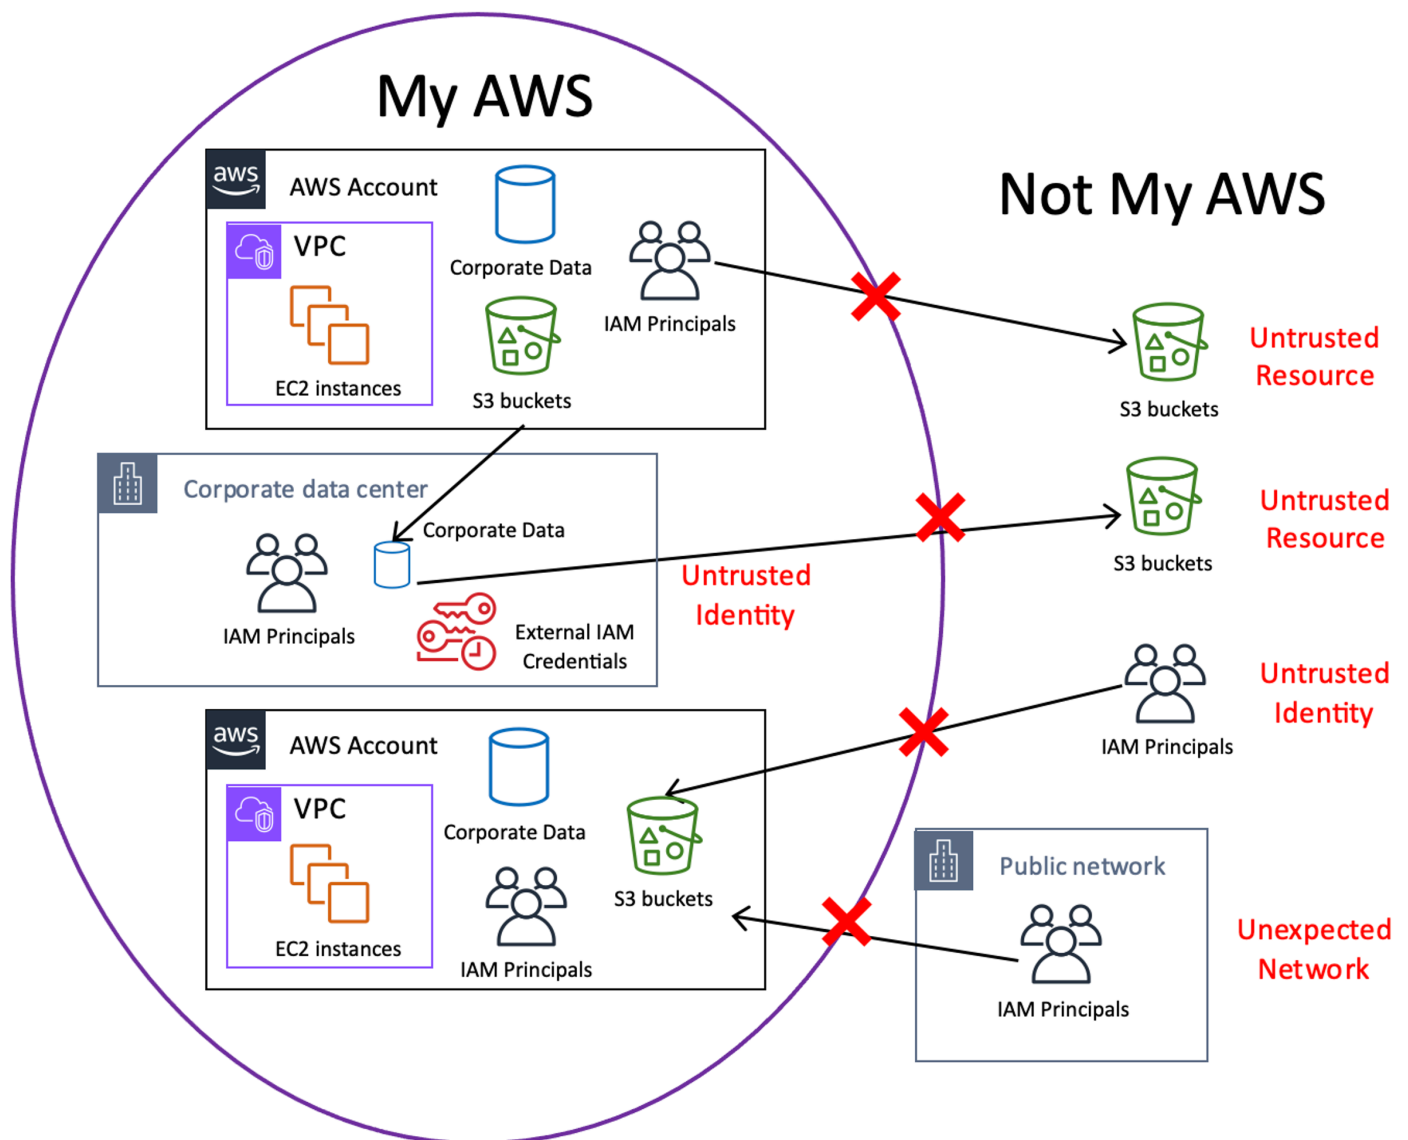 My AWS
Not My AWS
aws
AWS Account
VPC
EC2 instances
Corporate Data
S3 buckets
IAM Principals
S3 buckets
Untrusted
Resource
Corporate data center
IAM Principals
Corporate Data
External IAM
Credentials
Untrusted
Identity
S3 buckets
Untrusted
Resource
IAM Principals
Untrusted
Identity
aws
AWS Account
VPC
EC2 instances
Corporate Data
IAM Principals
S3 buckets
Public network
IAM Principals
Unexpected
Network